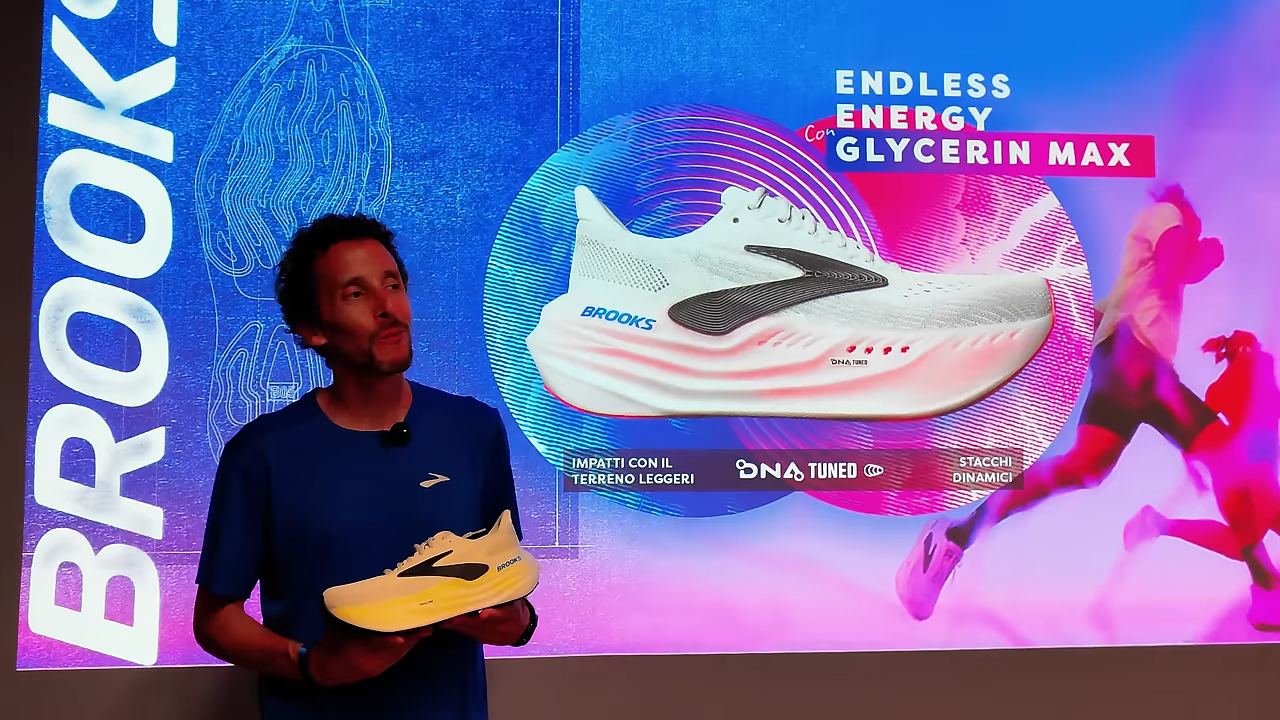 BROOKS
ENDLESS
ENERGY
Con
GLYCERIN MAX
BROOKS
DNA TUNED
IMPATTI CON IL
TERRENO LEGGERI
DNA TUNED
STACCHI
DINAMICI
BROOKS